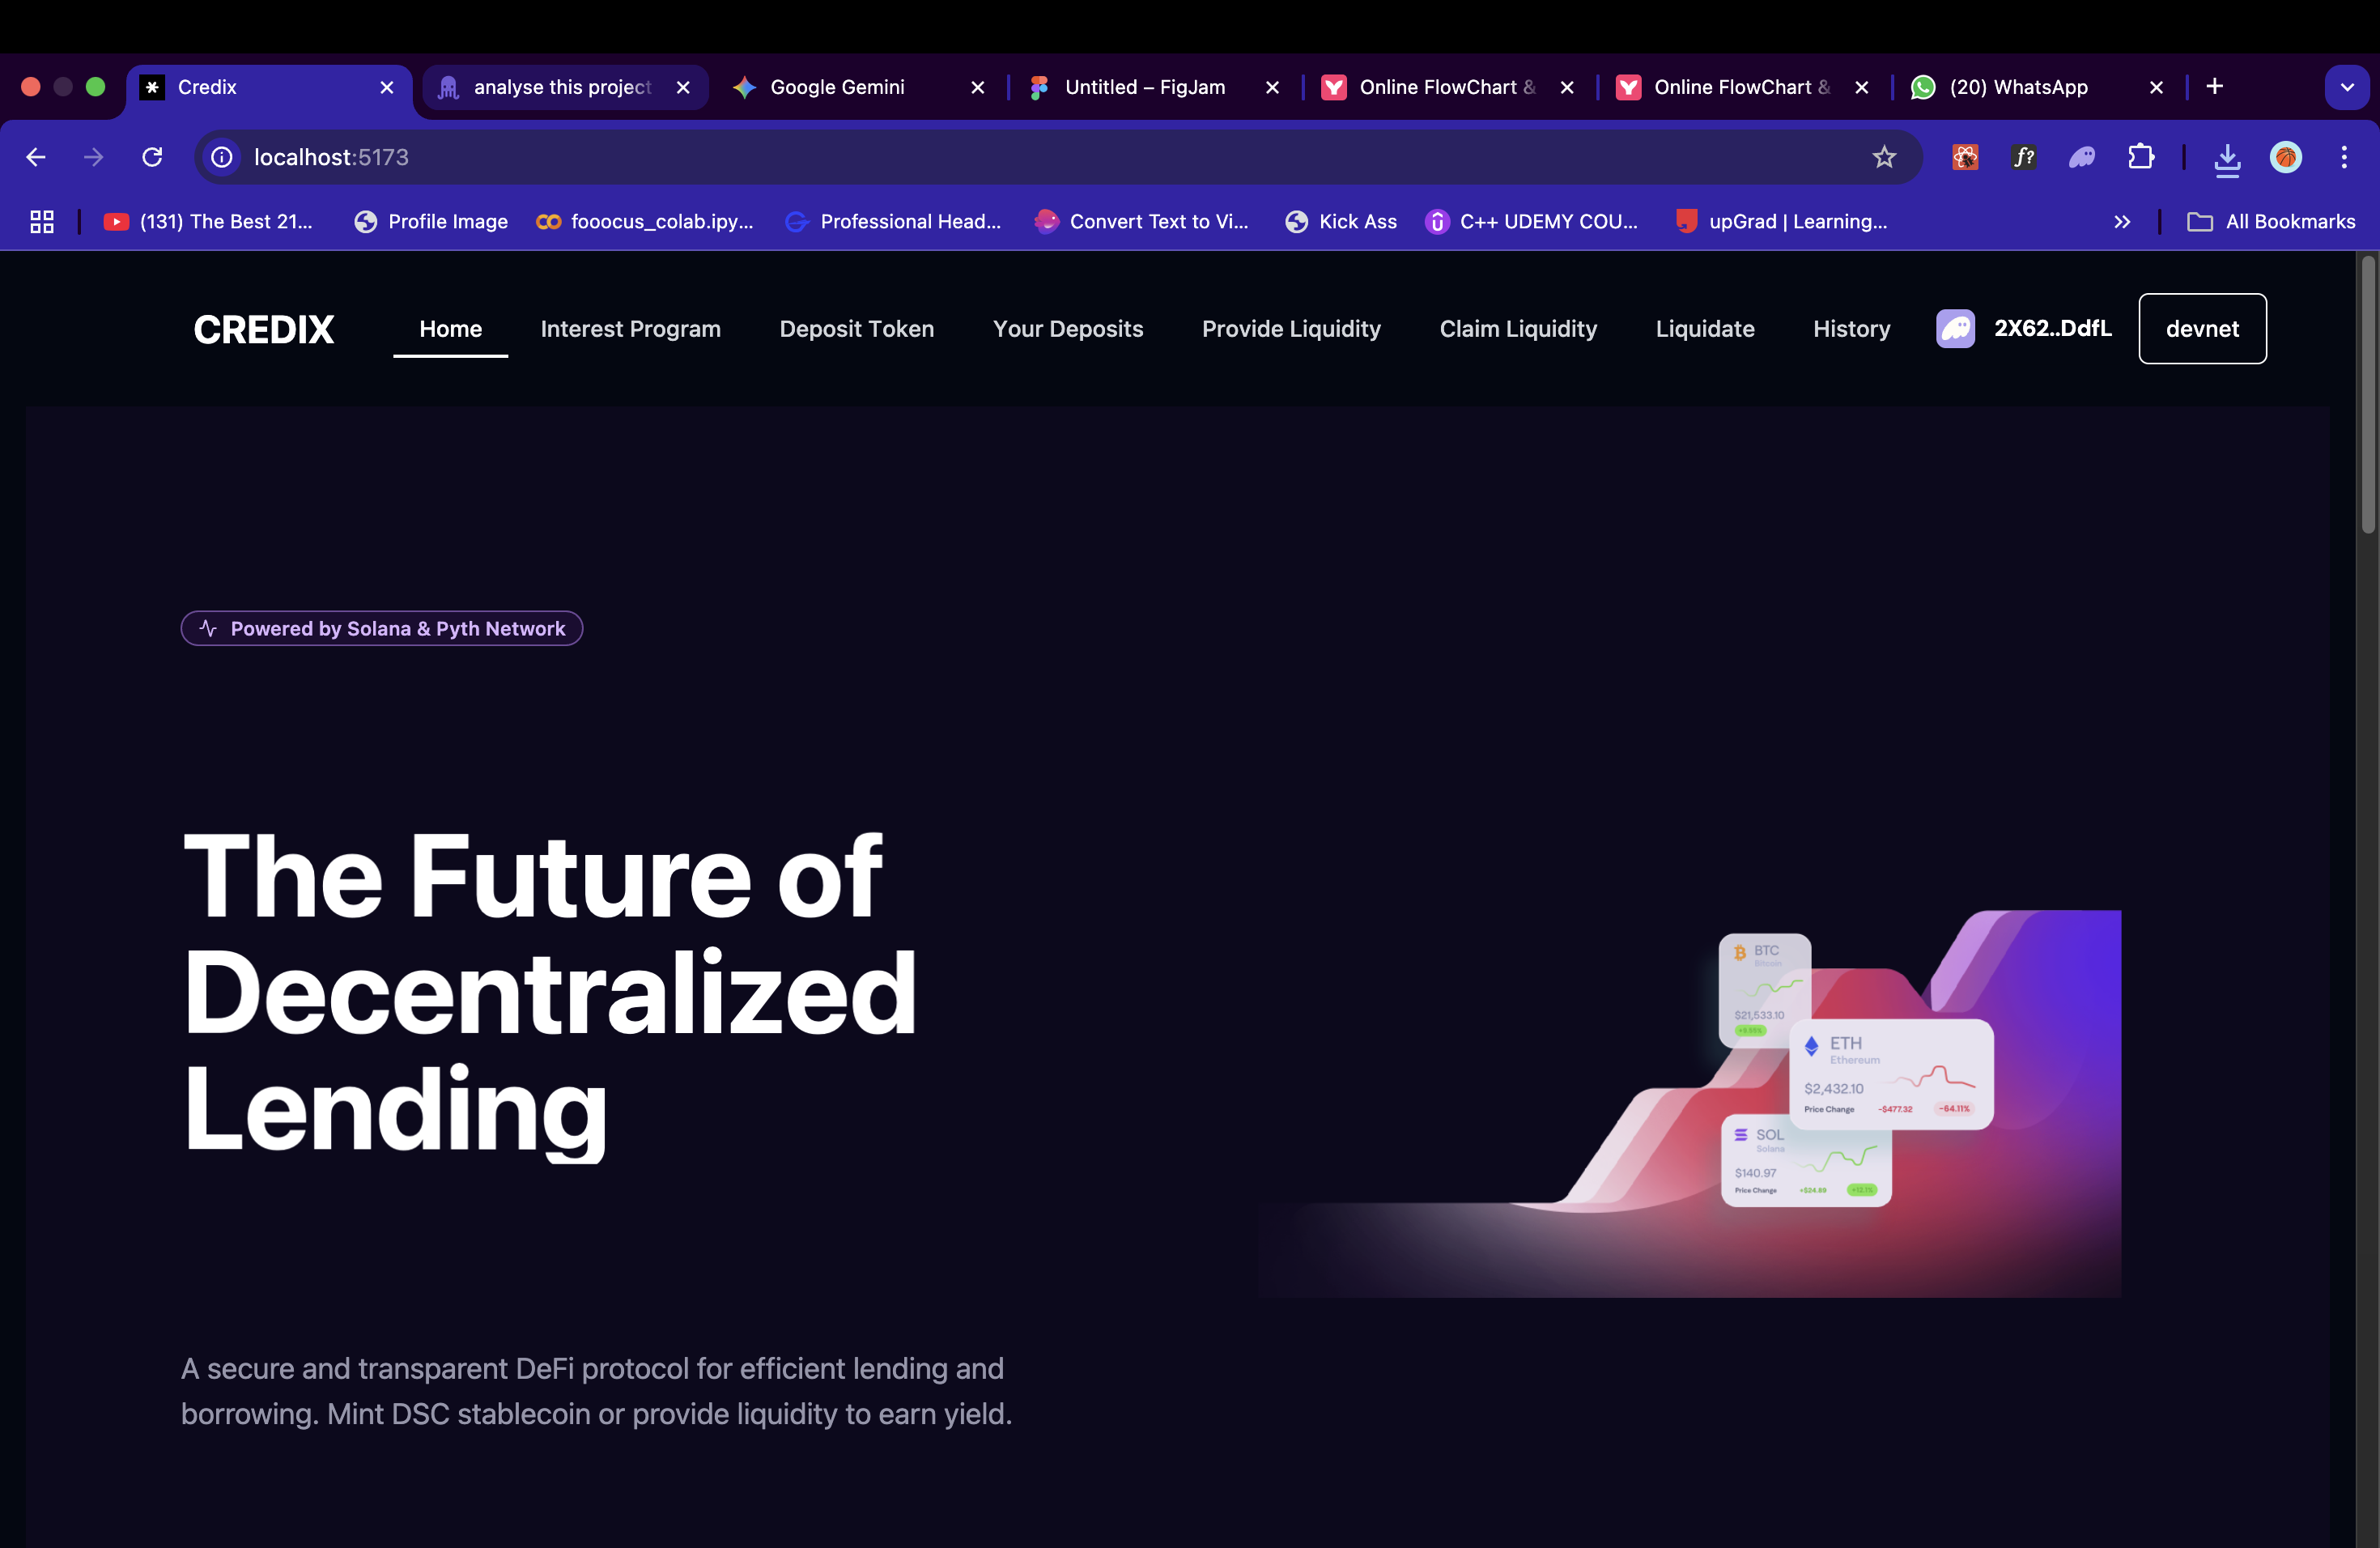 Credix
analyse this project
Google Gemini
Untitled – FigJam
Online FlowChart &
Online FlowChart &
(20) WhatsApp
localhost:5173
f?
(131) The Best 21...
Profile Image
fooocus_colab.ipy...
Professional Head...
Convert Text to Vi...
Kick Ass
C++ UDEMY COU...
upGrad | Learning...
All Bookmarks
CREDIX
Home
Interest Program
Deposit Token
Your Deposits
Provide Liquidity
Claim Liquidity
Liquidate
History
2X62..DdfL
devnet
Powered by Solana & Pyth Network
The Future of
Decentralized
Lending
A secure and transparent DeFi protocol for efficient lending and
borrowing. Mint DSC stablecoin or provide liquidity to earn yield.
BTC
Bitcoin
$21,533.10
ETH
Ethereum
$2,432.10
Price Change -$477.32 -64.11%
SOL
Solana
$140.97
Price Change +$24.89